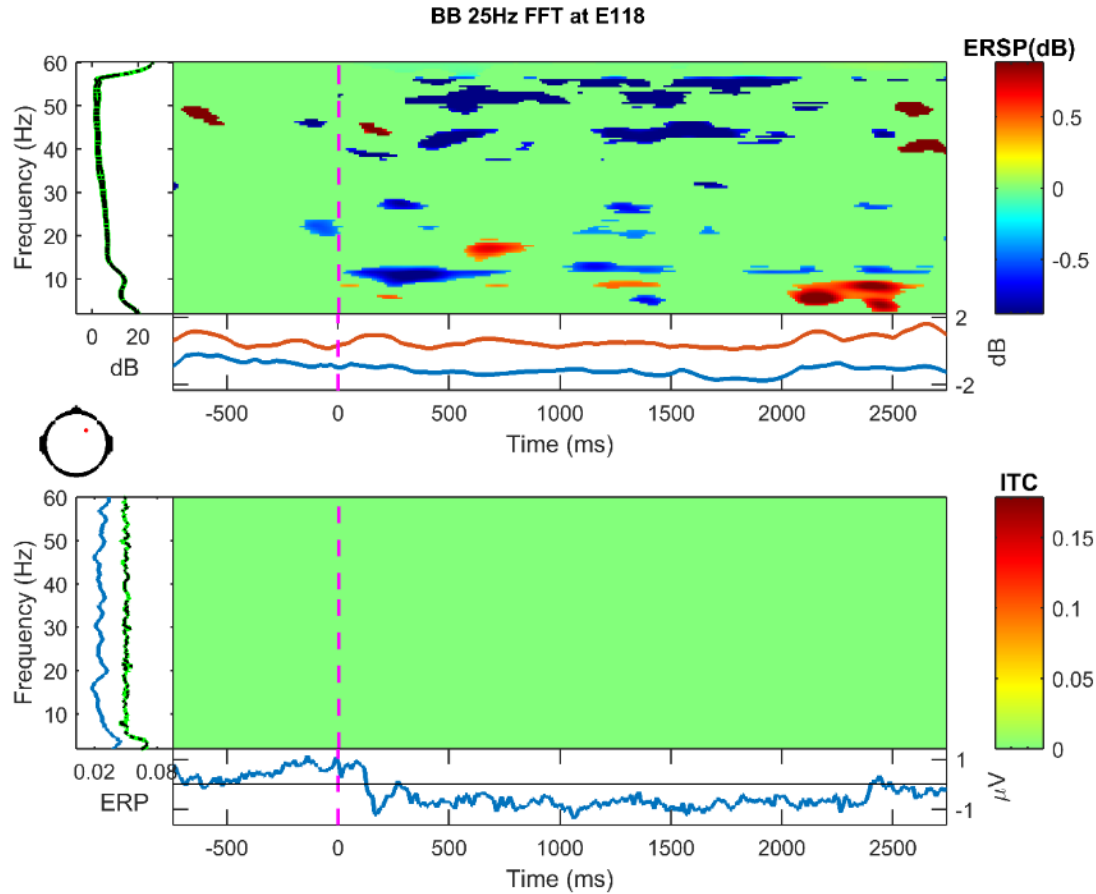 BB 25Hz FFT at E118
ERSP(dB)
60
50
40
30
20
10
Frequency (Hz)
0 20
dB
0.5
0
-0.5
2
-2
dB
-500 0 500 1000 1500 2000 2500
Time (ms)
ITC
60
50
40
30
20
10
Frequency (Hz)
0.02 0.08
ERP
0.15
0.1
0.05
0
1
-1
μV
-500 0 500 1000 1500 2000 2500
Time (ms)